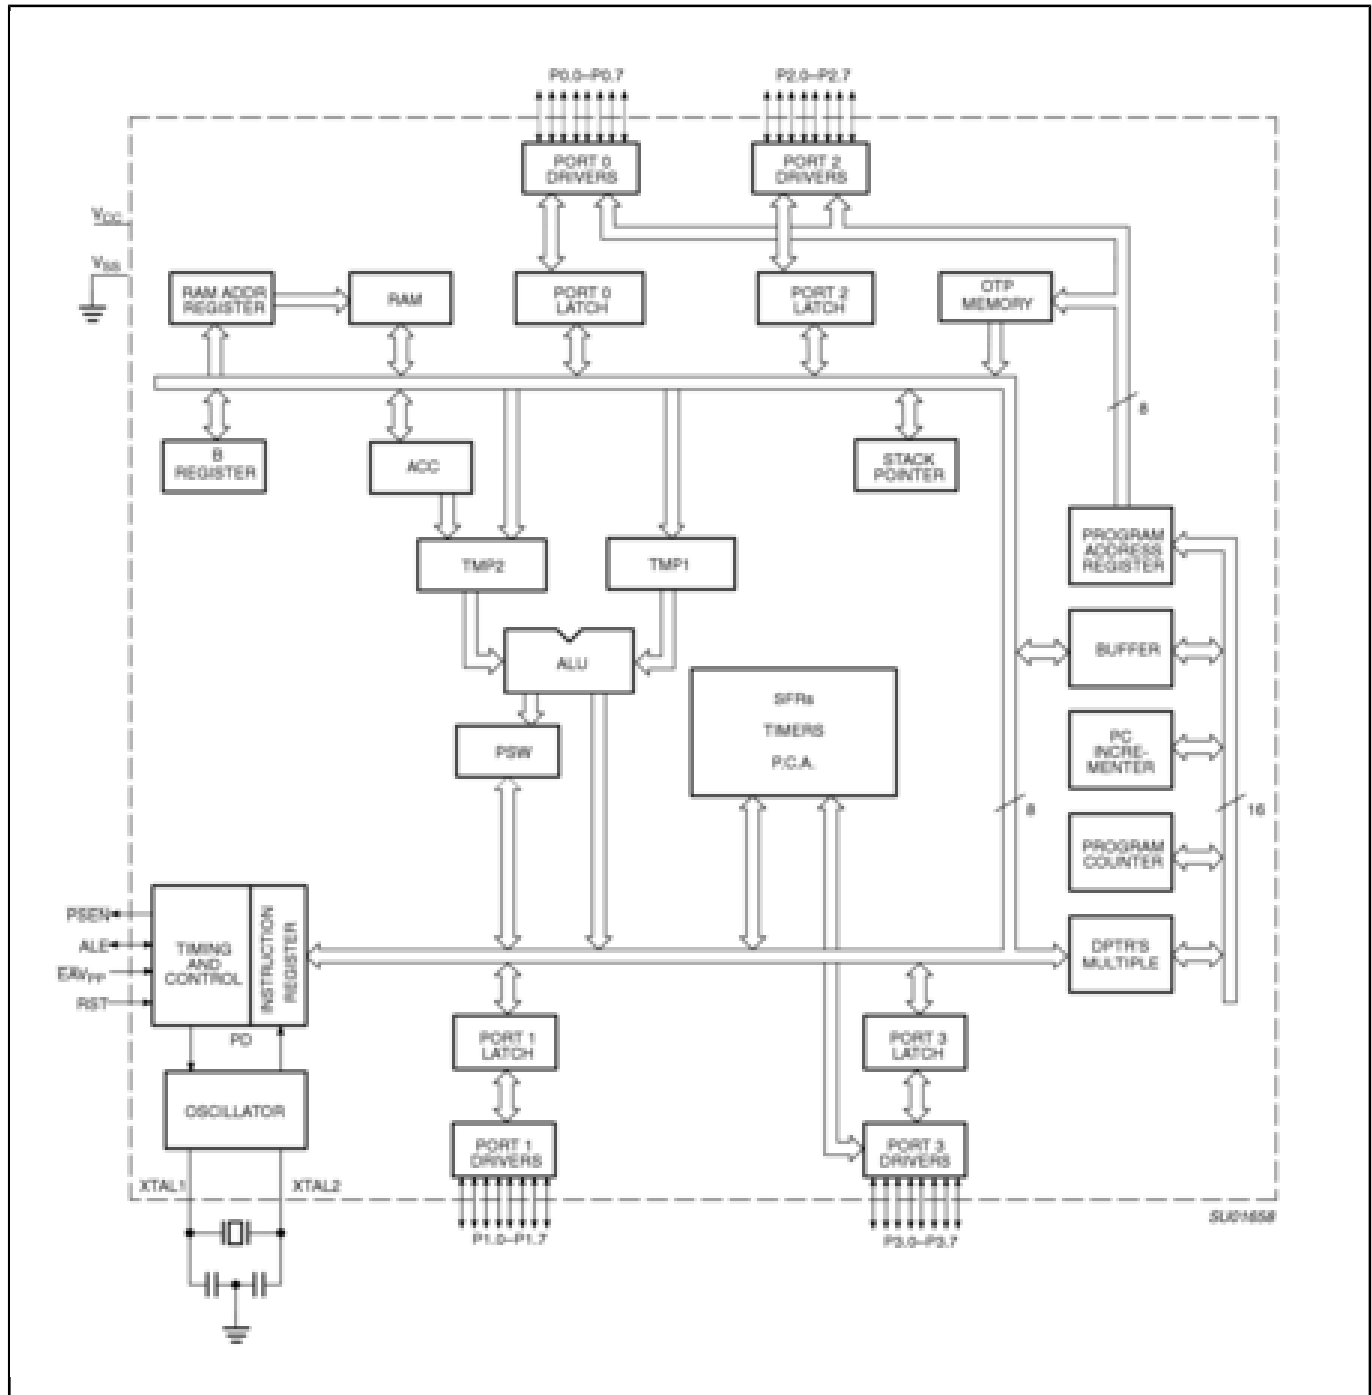 P0.0–P0.7
P2.0–P2.7
PORT 0
DRIVERS
PORT 2
DRIVERS
VCC
VSS
RAM ADDR
REGISTER
RAM
PORT 0
LATCH
PORT 2
LATCH
OTP
MEMORY
8
B
REGISTER
ACC
STACK
POINTER
TMP2
TMP1
PROGRAM
ADDRESS
REGISTER
ALU
BUFFER
SFRs
TIMERS
P.C.A.
PSW
PC
INCRE-
MENTER
8
16
PROGRAM
COUNTER
PSEN
ALE
EAVPP
RST
TIMING
AND
CONTROL
INSTRUCTION
REGISTER
DPTR'S
MULTIPLE
PD
PORT 1
LATCH
PORT 3
LATCH
OSCILLATOR
PORT 1
DRIVERS
PORT 3
DRIVERS
XTAL1
XTAL2
P1.0–P1.7
P3.0–P3.7
SU01658